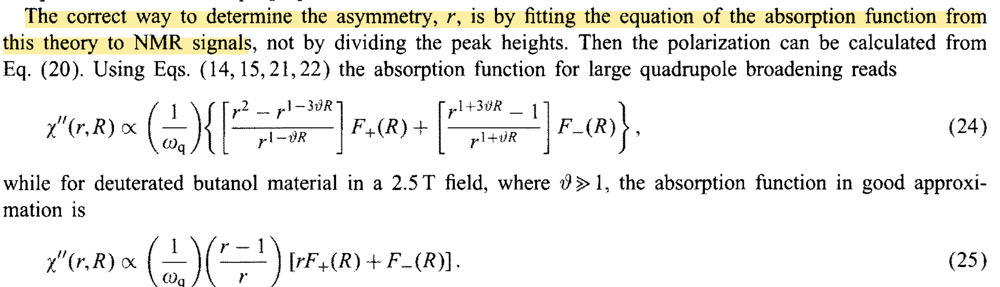 The correct way to determine the asymmetry, r, is by fitting the equation of the absorption function from
this theory to NMR signals, not by dividing the peak heights. Then the polarization can be calculated from
Eq. (20). Using Eqs. (14, 15, 21, 22) the absorption function for large quadrupole broadening reads
χ″(r, R) ∝ (1/ω_q) { [ (r^2 − r^{1−3ϑR}) / r^{1−ϑR} ] F_+(R) + [ (r^{1+3ϑR} − 1) / r^{1+ϑR} ] F_−(R) }, (24)
while for deuterated butanol material in a 2.5 T field, where ϑ ⩾ 1, the absorption function in good approxi-
mation is
χ″(r, R) ∝ (1/ω_q) ((r − 1)/r) [rF_+(R) + F_−(R)]. (25)